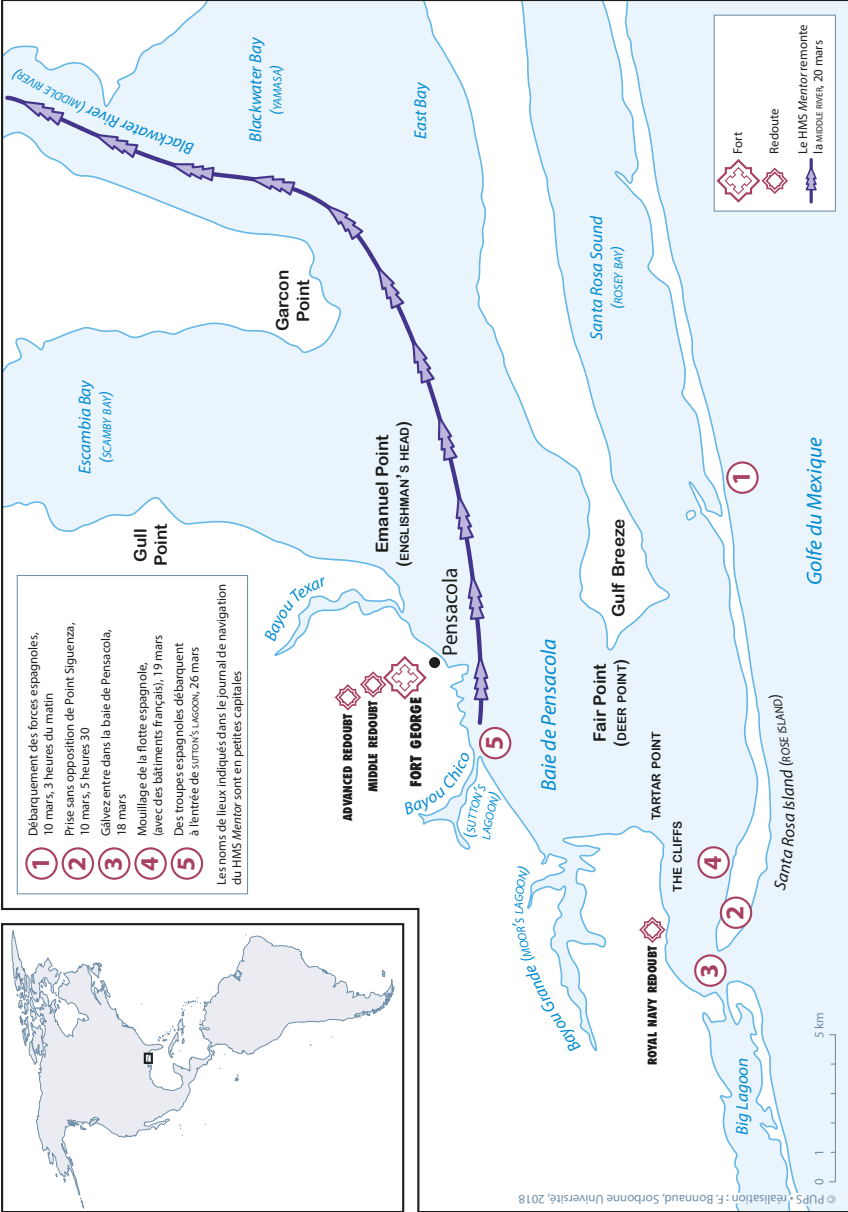 1 Débarquement des forces espagnoles,
10 mars, 3 heures du matin
2 Prise sans opposition de Point Siguenza,
10 mars, 5 heures 30
3 Gálvez entre dans la baie de Pensacola,
18 mars
4 Mouillage de la flotte espagnole,
(avec des bâtiments français), 19 mars
5 Des troupes espagnoles débarquent
à l'entrée de SUTTON'S LAGOON, 26 mars
Les noms de lieux indiqués dans le journal de navigation
du HMS Mentor sont en petites capitales
Escambia Bay
(SCAMBY BAY)
Blackwater River (MIDDLE RIVER)
Blackwater Bay
(YAMASA)
East Bay
Garcon
Point
Gull
Point
Bayou Texar
Emanuel Point
(ENGLISHMAN'S HEAD)
Pensacola
ADVANCED REDOUBT
MIDDLE REDOUBT
FORT GEORGE
Bayou Chico
(SUTTON'S
LAGOON)
5
Baie de Pensacola
Santa Rosa Sound
(ROSEY BAY)
Gulf Breeze
Fair Point
(DEER POINT)
Bayou Grande (MOOR'S LAGOON)
TARTAR POINT
THE CLIFFS
ROYAL NAVY REDOUBT
1
2
3
4
Santa Rosa Island (ROSE ISLAND)
Big Lagoon
Golfe du Mexique
0 1 5 km
Fort
Redoute
Le HMS Mentor remonte
la MIDDLE RIVER, 20 mars
© PUPS • réalisation : F. Bonnaud, Sorbonne Université, 2018